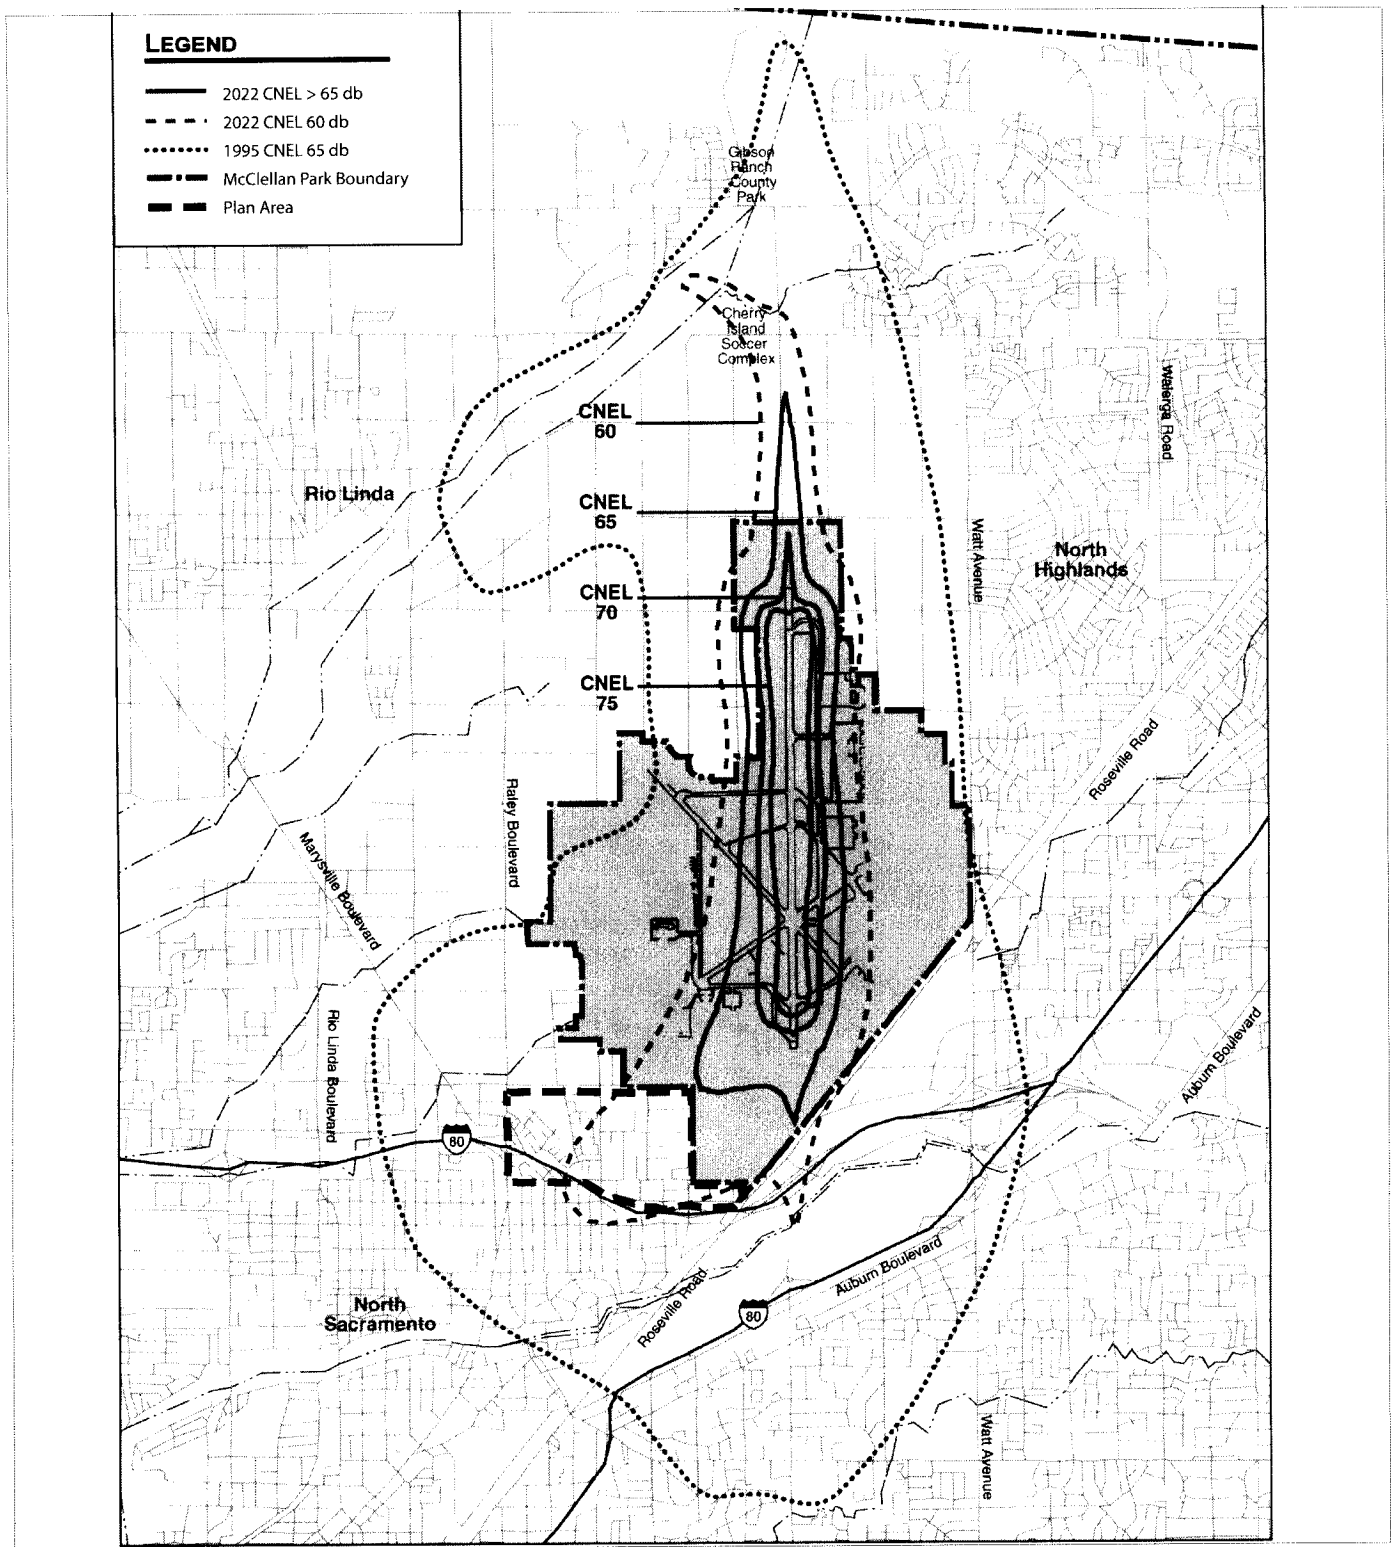 LEGEND
2022 CNEL > 65 db
2022 CNEL 60 db
1995 CNEL 65 db
McClellan Park Boundary
Plan Area
Gibson
Ranch
County
Park
Cherry
Island
Soccer
Complex
Walerga Road
CNEL
60
Rio Linda
CNEL
65
Watt Avenue
North
Highlands
CNEL
70
CNEL
75
Roseville Road
Raley Boulevard
Marysville Boulevard
Rio Linda Boulevard
Auburn Boulevard
80
Roseville Road
Auburn Boulevard
80
North
Sacramento
Watt Avenue